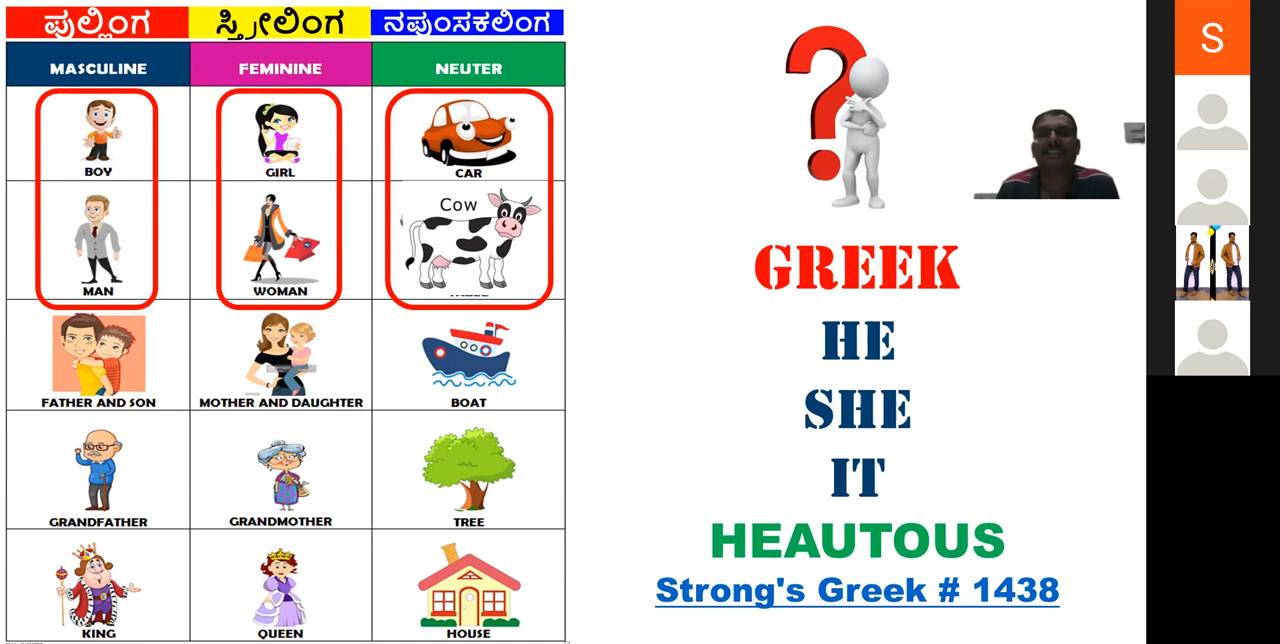 ಪುಲ್ಲಿಂಗ ಸ್ತ್ರೀಲಿಂಗ ನಪುಂಸಕಲಿಂಗ
MASCULINE FEMININE NEUTER
BOY GIRL CAR
Cow
MAN WOMAN
FATHER AND SON MOTHER AND DAUGHTER BOAT
GRANDFATHER GRANDMOTHER TREE
KING QUEEN HOUSE
?
GREEK
HE
SHE
IT
HEAUTOUS
Strong's Greek # 1438
S